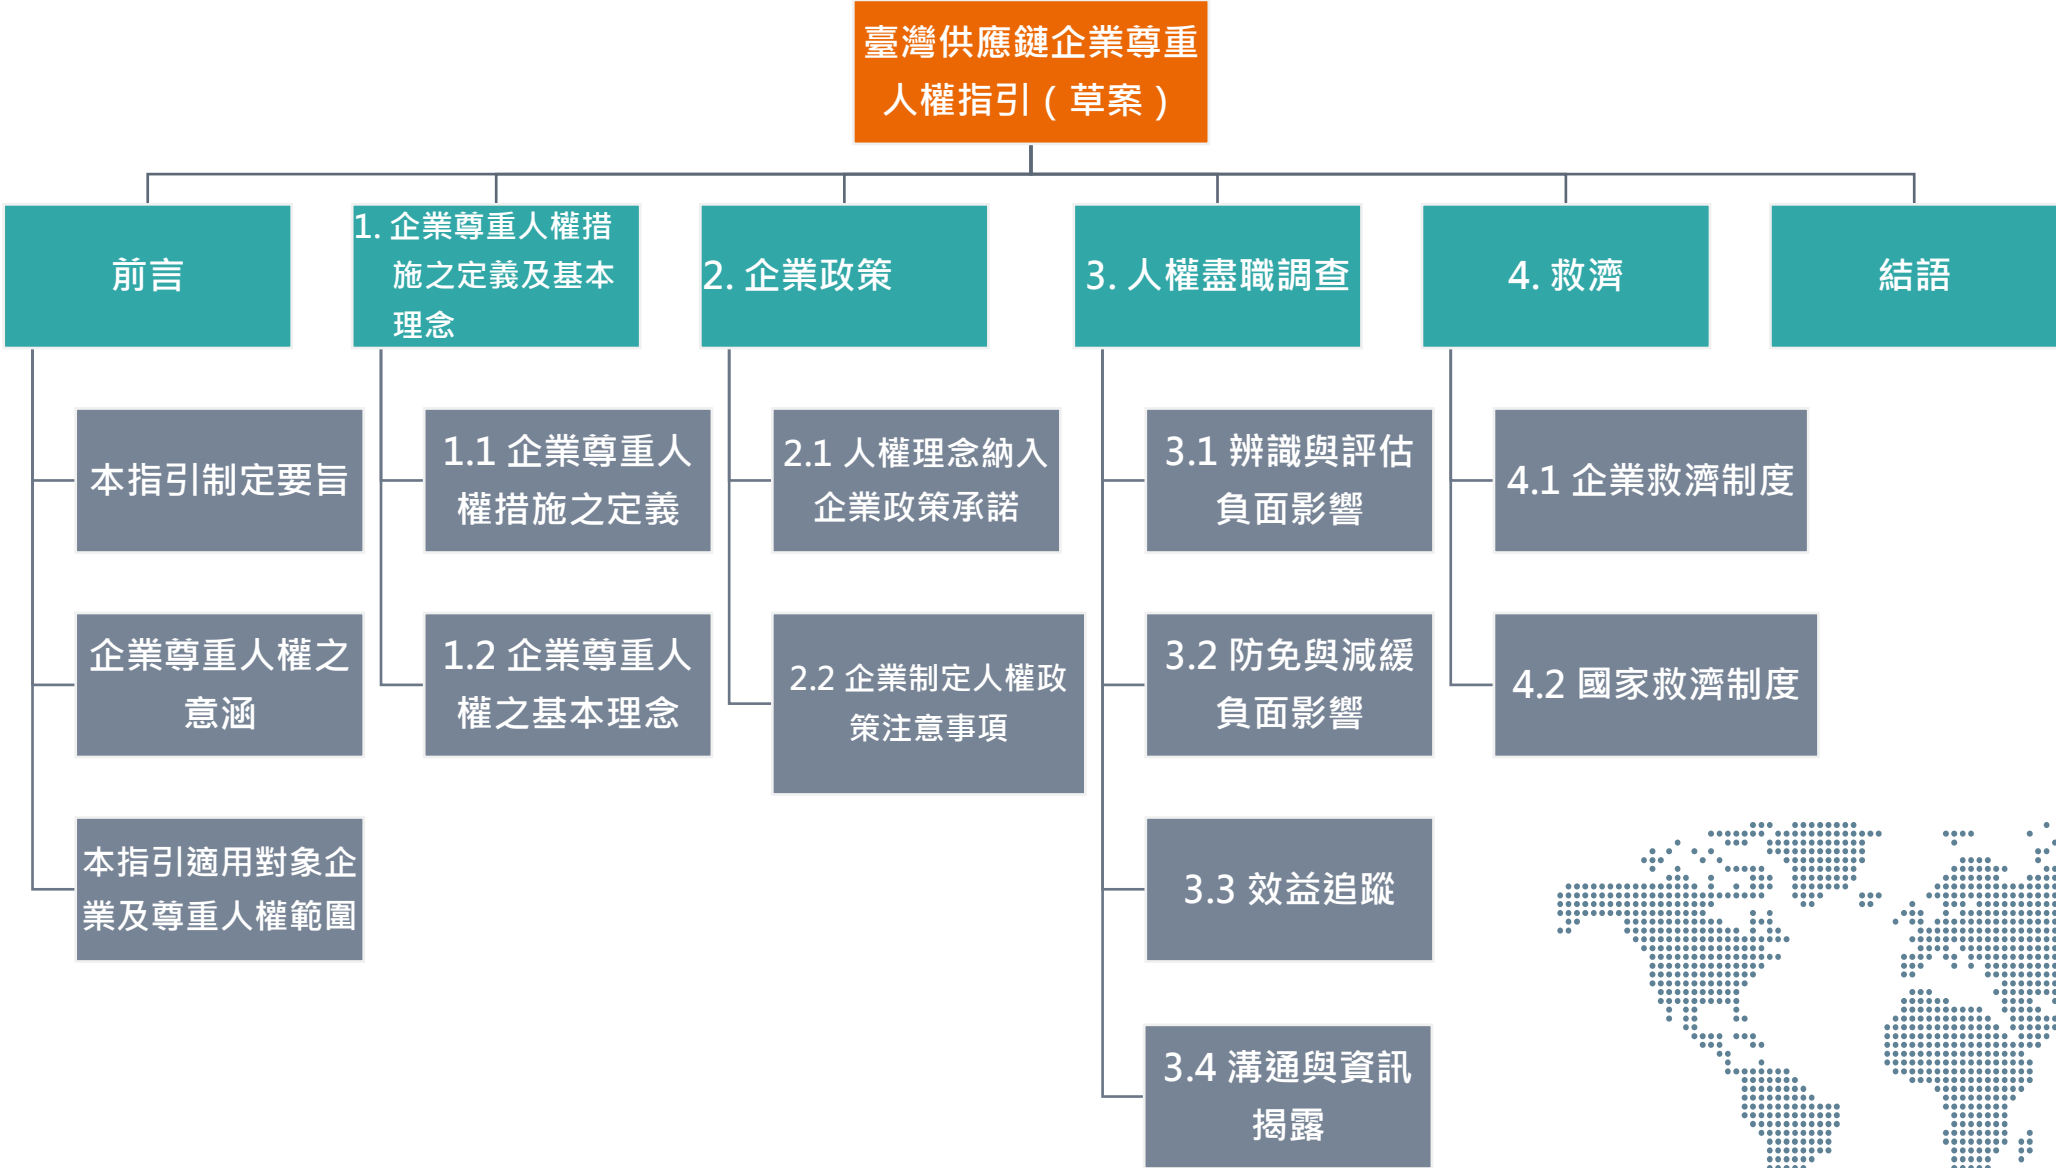 臺灣供應鏈企業尊重
人權指引（草案）
前言
本指引制定要旨
企業尊重人權之
意涵
本指引適用對象企
業及尊重人權範圍
1. 企業尊重人權措
施之定義及基本
理念
1.1 企業尊重人
權措施之定義
1.2 企業尊重人
權之基本理念
2. 企業政策
2.1 人權理念納入
企業政策承諾
2.2 企業制定人權政
策注意事項
3. 人權盡職調查
3.1 辨識與評估
負面影響
3.2 防免與減緩
負面影響
3.3 效益追蹤
3.4 溝通與資訊
揭露
4. 救濟
4.1 企業救濟制度
4.2 國家救濟制度
結語